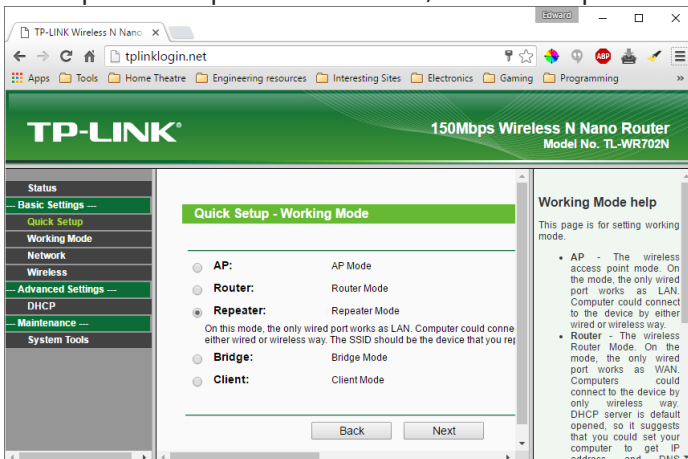 Edward
TP-LINK Wireless N Nano
tplinklogin.net
ABP
Apps Tools Home Theatre Engineering resources Interesting Sites Electronics Gaming Programming »
TP-LINK®
150Mbps Wireless N Nano Router
Model No. TL-WR702N
Status
--- Basic Settings ---
Quick Setup
Working Mode
Network
Wireless
--- Advanced Settings ---
DHCP
--- Maintenance ---
System Tools
Quick Setup - Working Mode
AP: AP Mode
Router: Router Mode
Repeater: Repeater Mode
On this mode, the only wired port works as LAN. Computer could conne
either wired or wireless way. The SSID should be the device that you rep
Bridge: Bridge Mode
Client: Client Mode
Back Next
Working Mode help
This page is for setting working
mode.
• AP - The wireless
access point mode. On
the mode, the only wired
port works as LAN.
Computer could connect
to the device by either
wired or wireless way.
• Router - The wireless
Router Mode. On the
mode, the only wired
port works as WAN.
Computers could
connect to the device by
only wireless way.
DHCP server is default
opened, so it suggests
that you could set your
computer to get IP
address and DNS